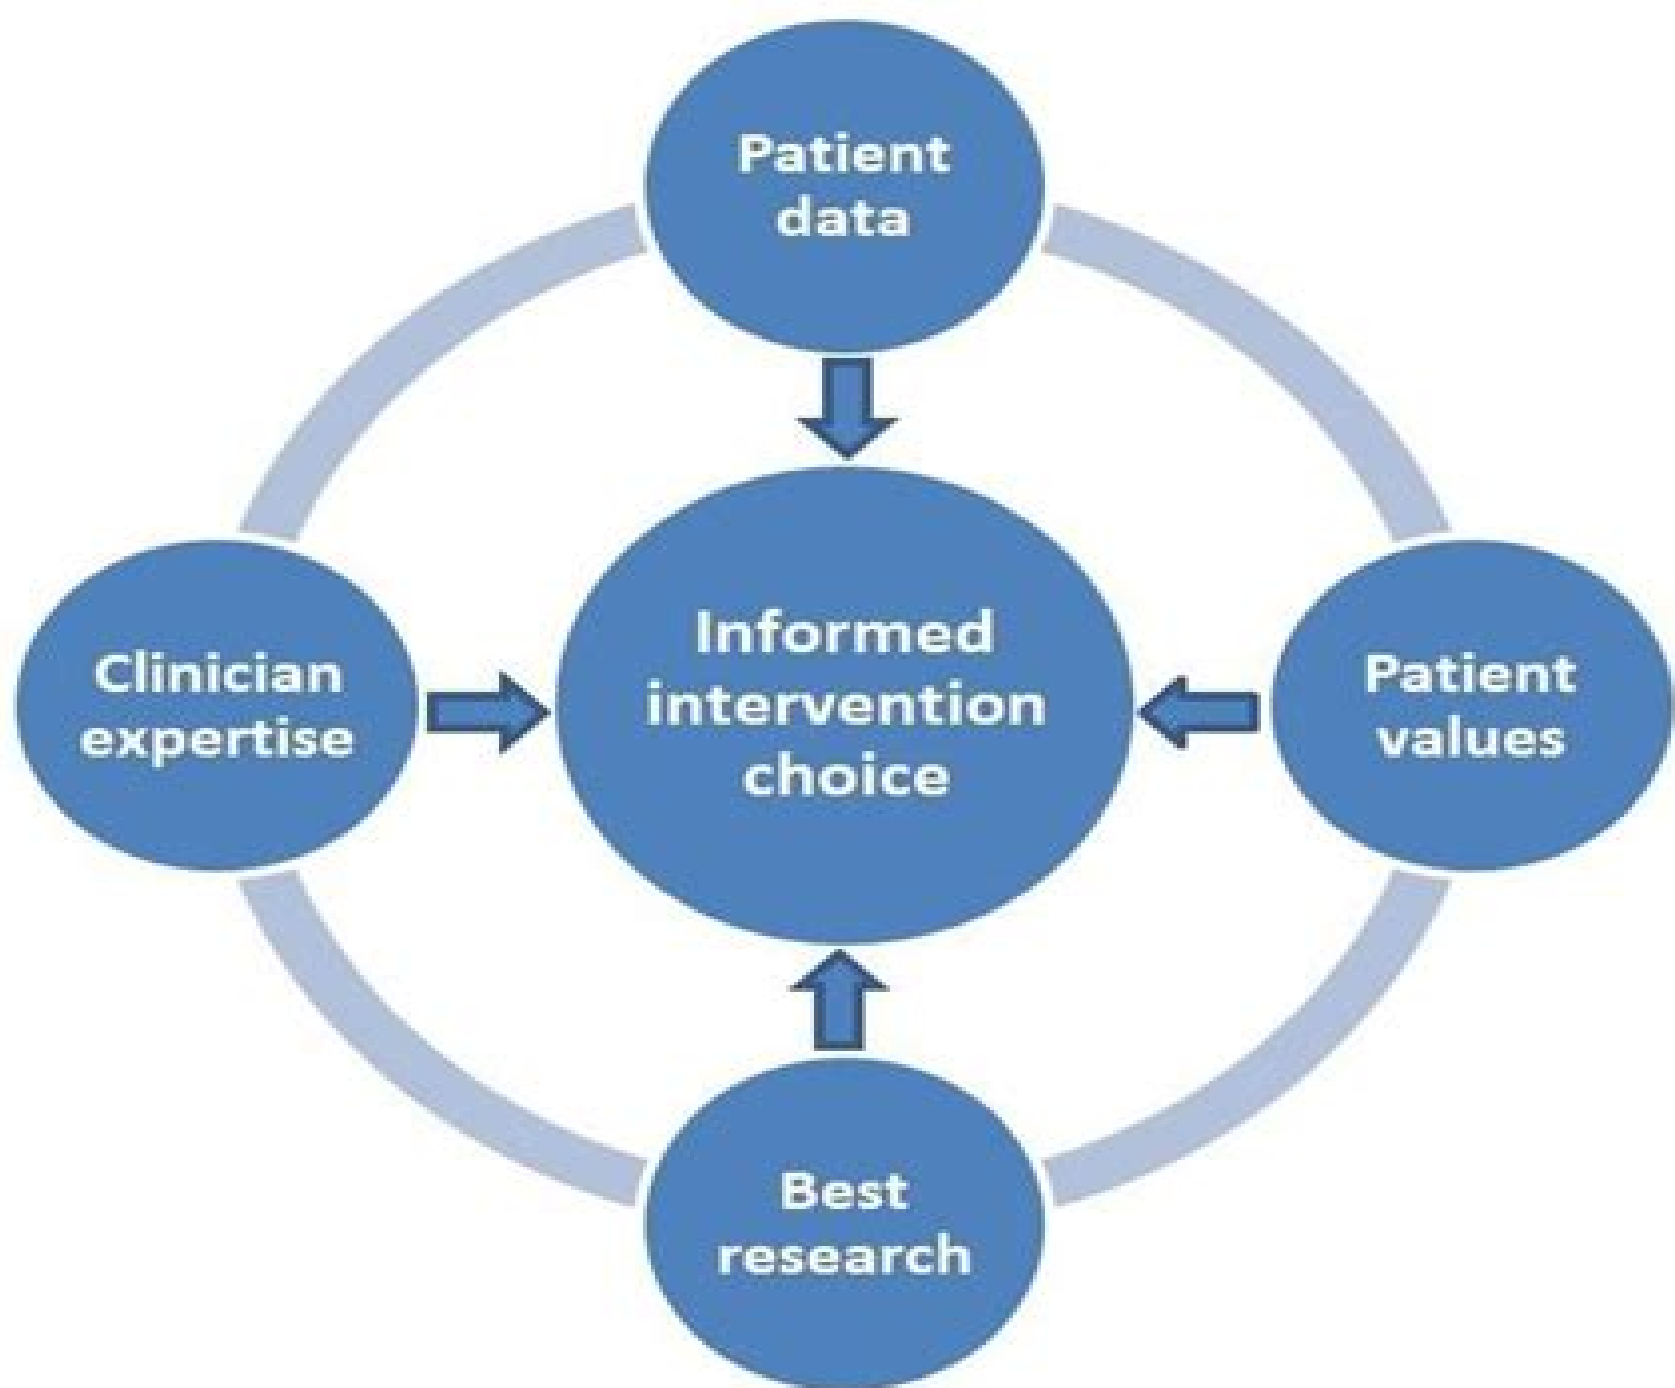 Patient
data
Clinician
expertise
Informed
intervention
choice
Patient
values
Best
research